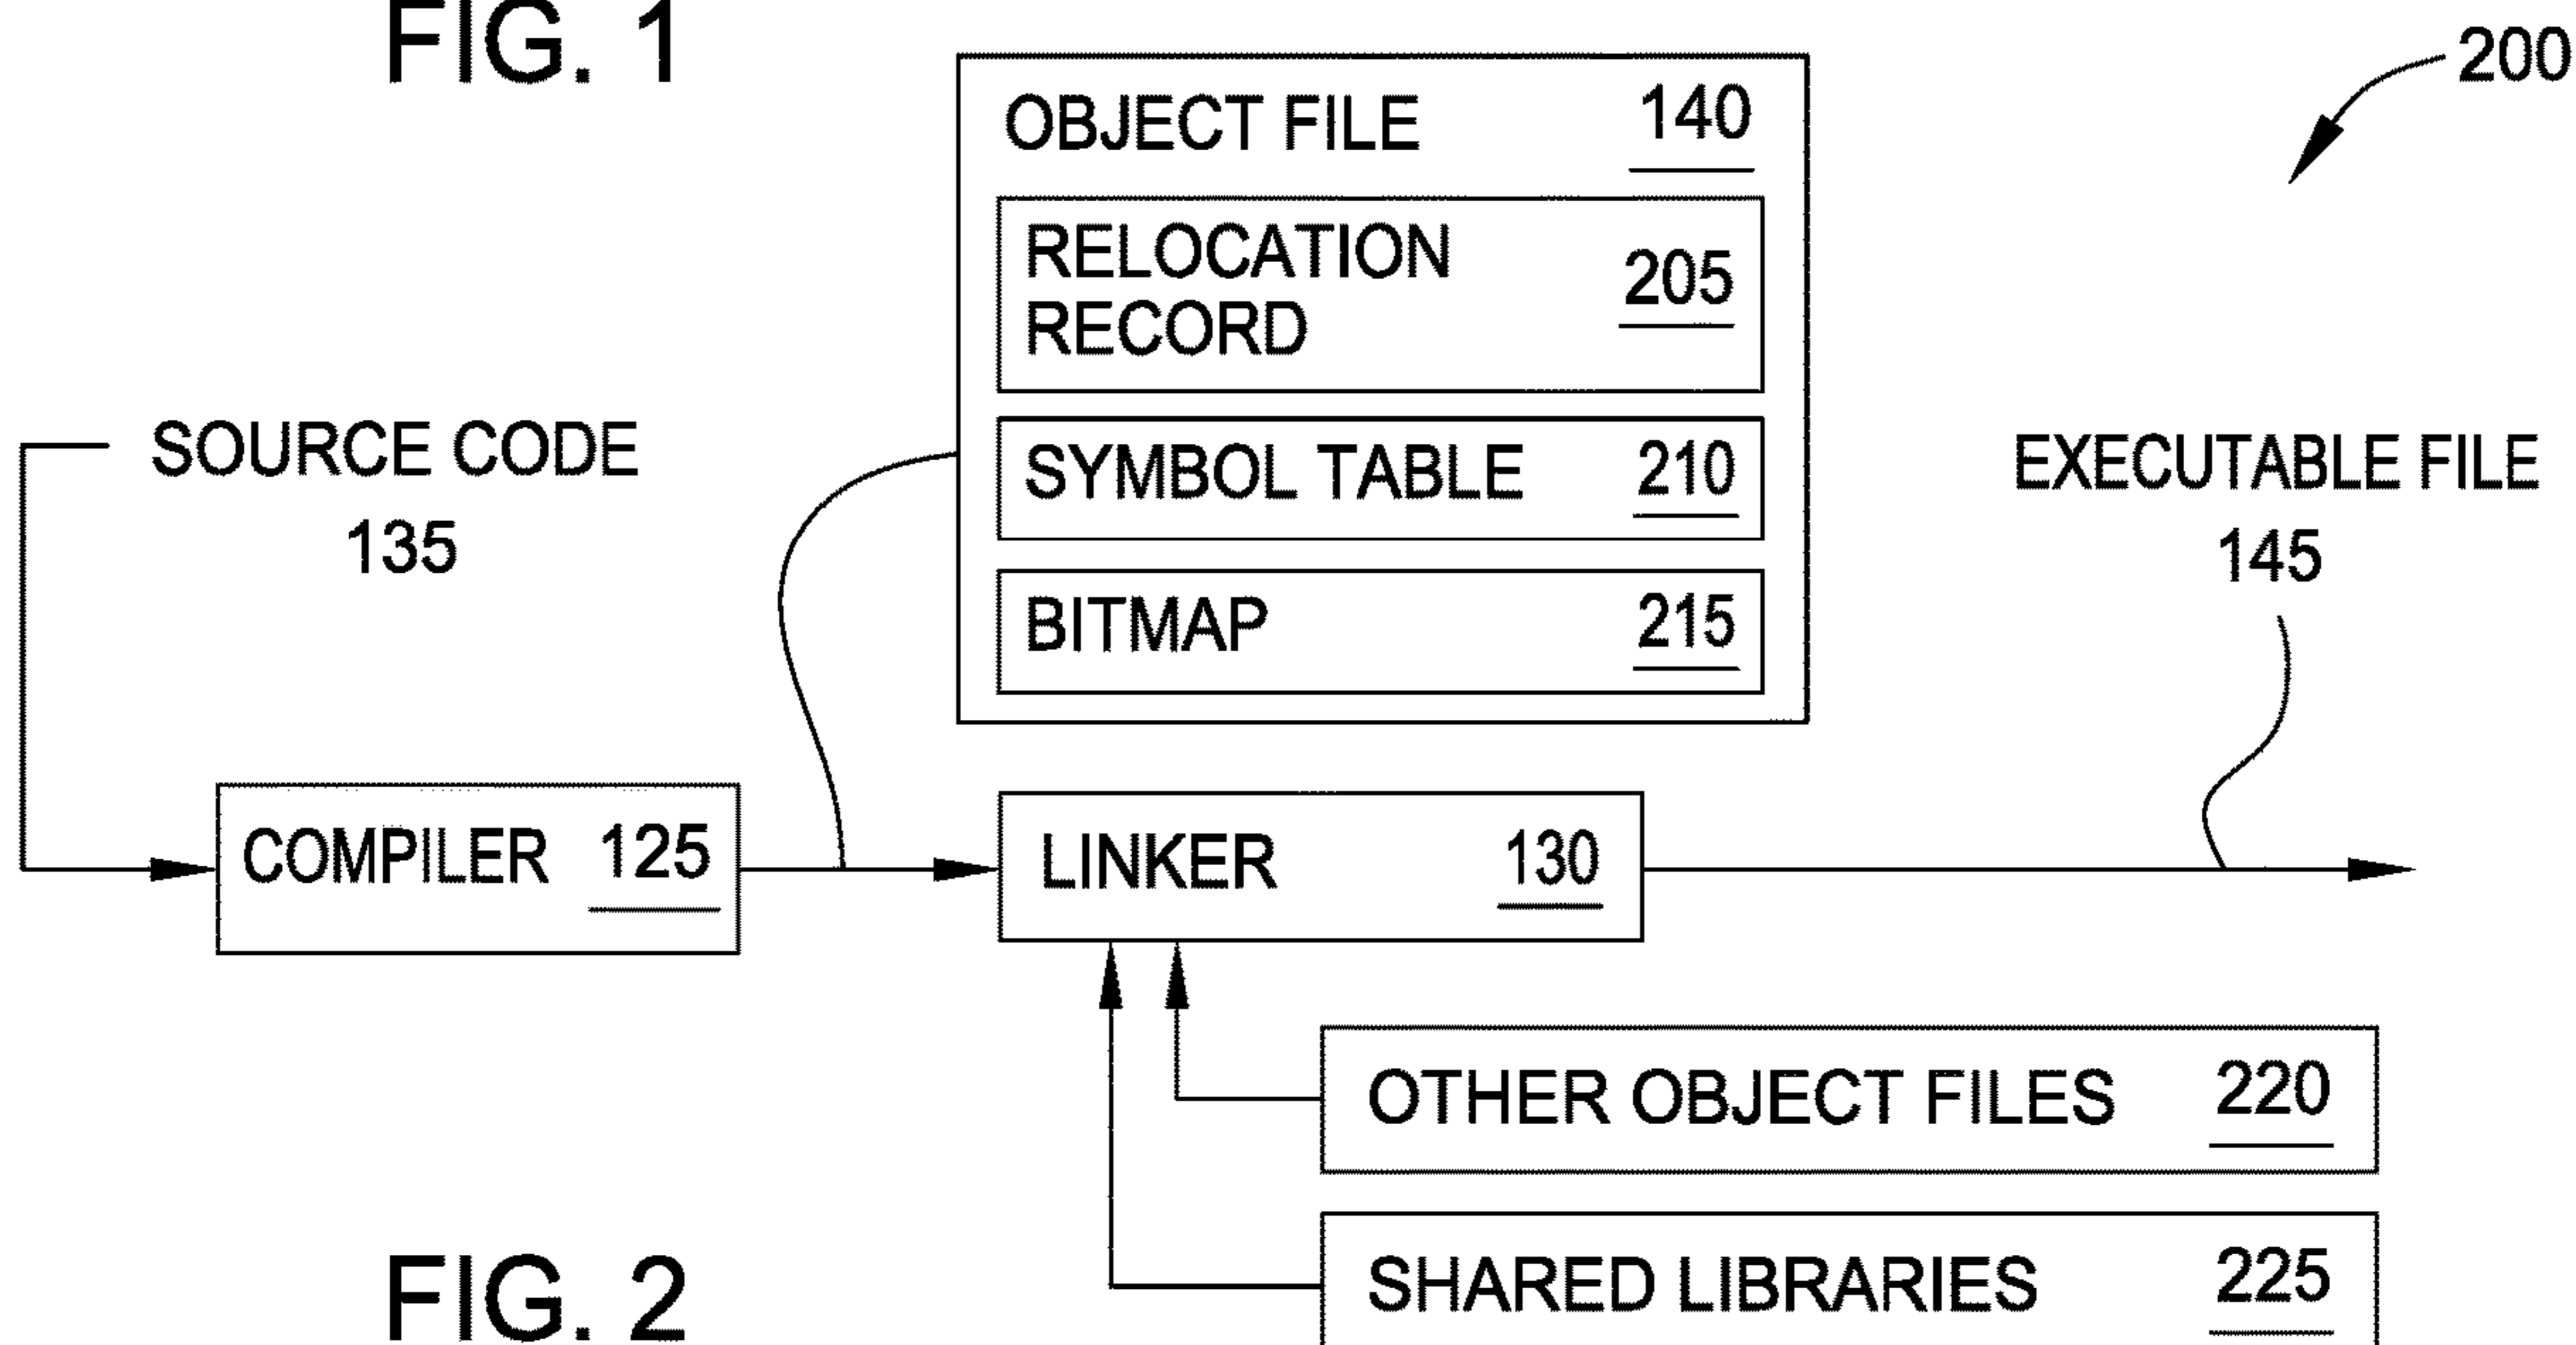 FIG. 1
200
OBJECT FILE 140
RELOCATION
RECORD
205
SYMBOL TABLE 210
BITMAP 215
SOURCE CODE
135
EXECUTABLE FILE
145
COMPILER 125
LINKER 130
OTHER OBJECT FILES 220
SHARED LIBRARIES 225
FIG. 2